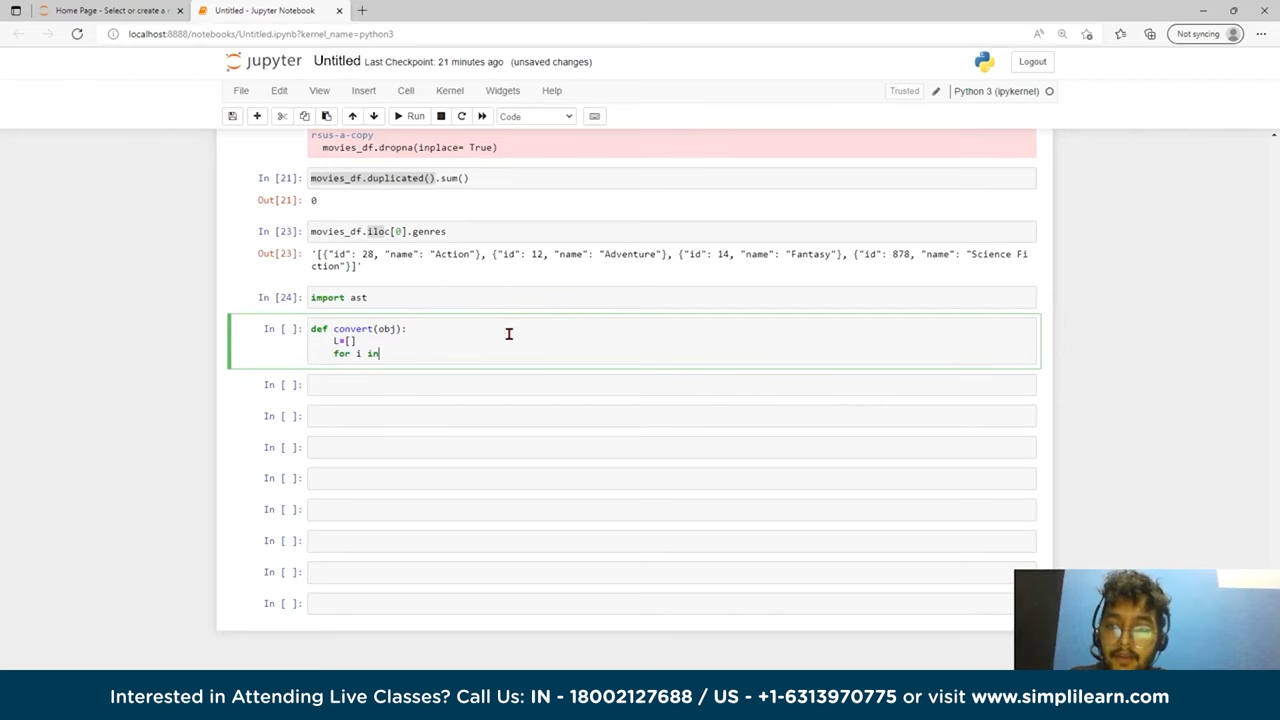 Home Page - Select or create a n
Untitled - Jupyter Notebook
localhost:8888/notebooks/Untitled.ipynb?kernel_name=python3
Not syncing
jupyter Untitled Last Checkpoint: 21 minutes ago (unsaved changes)
Logout
File Edit View Insert Cell Kernel Widgets Help
Trusted Python 3 (ipykernel)
Run Code
rsus-a-copy
movies_df.dropna(inplace= True)
In [21]: movies_df.duplicated().sum()
Out[21]: 0
In [23]: movies_df.iloc[0].genres
Out[23]: '[{"id": 28, "name": "Action"}, {"id": 12, "name": "Adventure"}, {"id": 14, "name": "Fantasy"}, {"id": 878, "name": "Science Fi
ction"}]'
In [24]: import ast
In [ ]: def convert(obj):
L=[]
for i in
In [ ]:
In [ ]:
In [ ]:
In [ ]:
In [ ]:
In [ ]:
In [ ]:
In [ ]:
Interested in Attending Live Classes? Call Us: IN - 18002127688 / US - +1-6313970775 or visit www.simplilearn.com